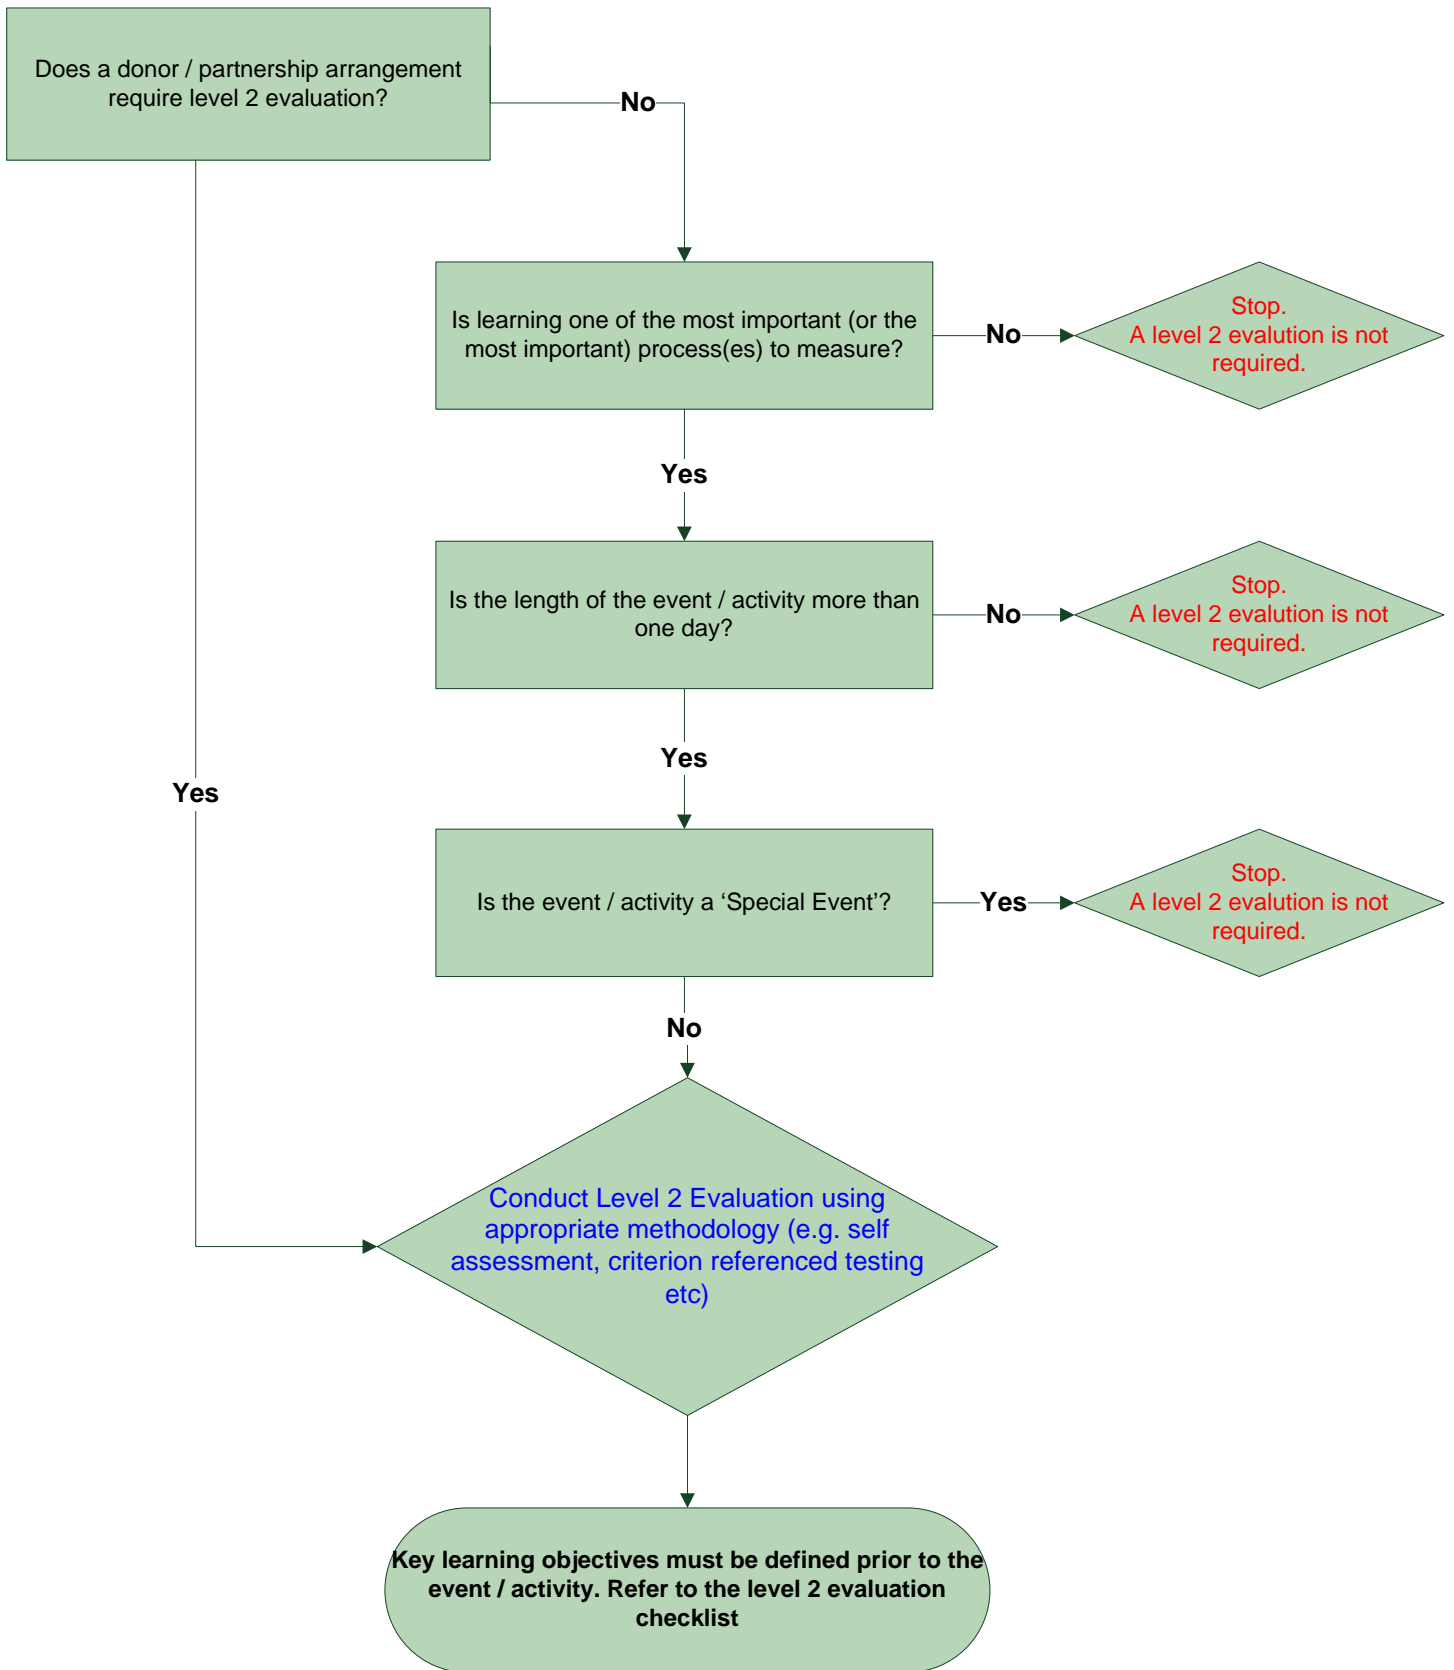 Does a donor / partnership arrangement
require level 2 evaluation?
No
Is learning one of the most important (or the
most important) process(es) to measure?
No
Stop.
A level 2 evalution is not
required.
Yes
Is the length of the event / activity more than
one day?
No
Stop.
A level 2 evalution is not
required.
Yes
Yes
Is the event / activity a ‘Special Event’?
Yes
Stop.
A level 2 evalution is not
required.
No
Conduct Level 2 Evaluation using
appropriate methodology (e.g. self
assessment, criterion referenced testing
etc)
Key learning objectives must be defined prior to the
event / activity. Refer to the level 2 evaluation
checklist